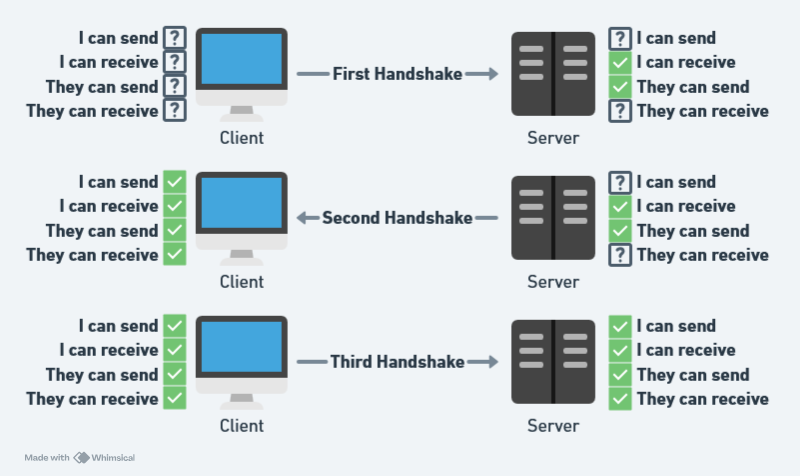 I can send ? ? I can send
I can receive ? I can receive
They can send ? First Handshake They can send
They can receive ? ? They can receive
Client Server
I can send ? I can send
I can receive I can receive
They can send Second Handshake They can send
They can receive ? They can receive
Client Server
I can send I can send
I can receive I can receive
They can send Third Handshake They can send
They can receive They can receive
Client Server
Made with Whimsical